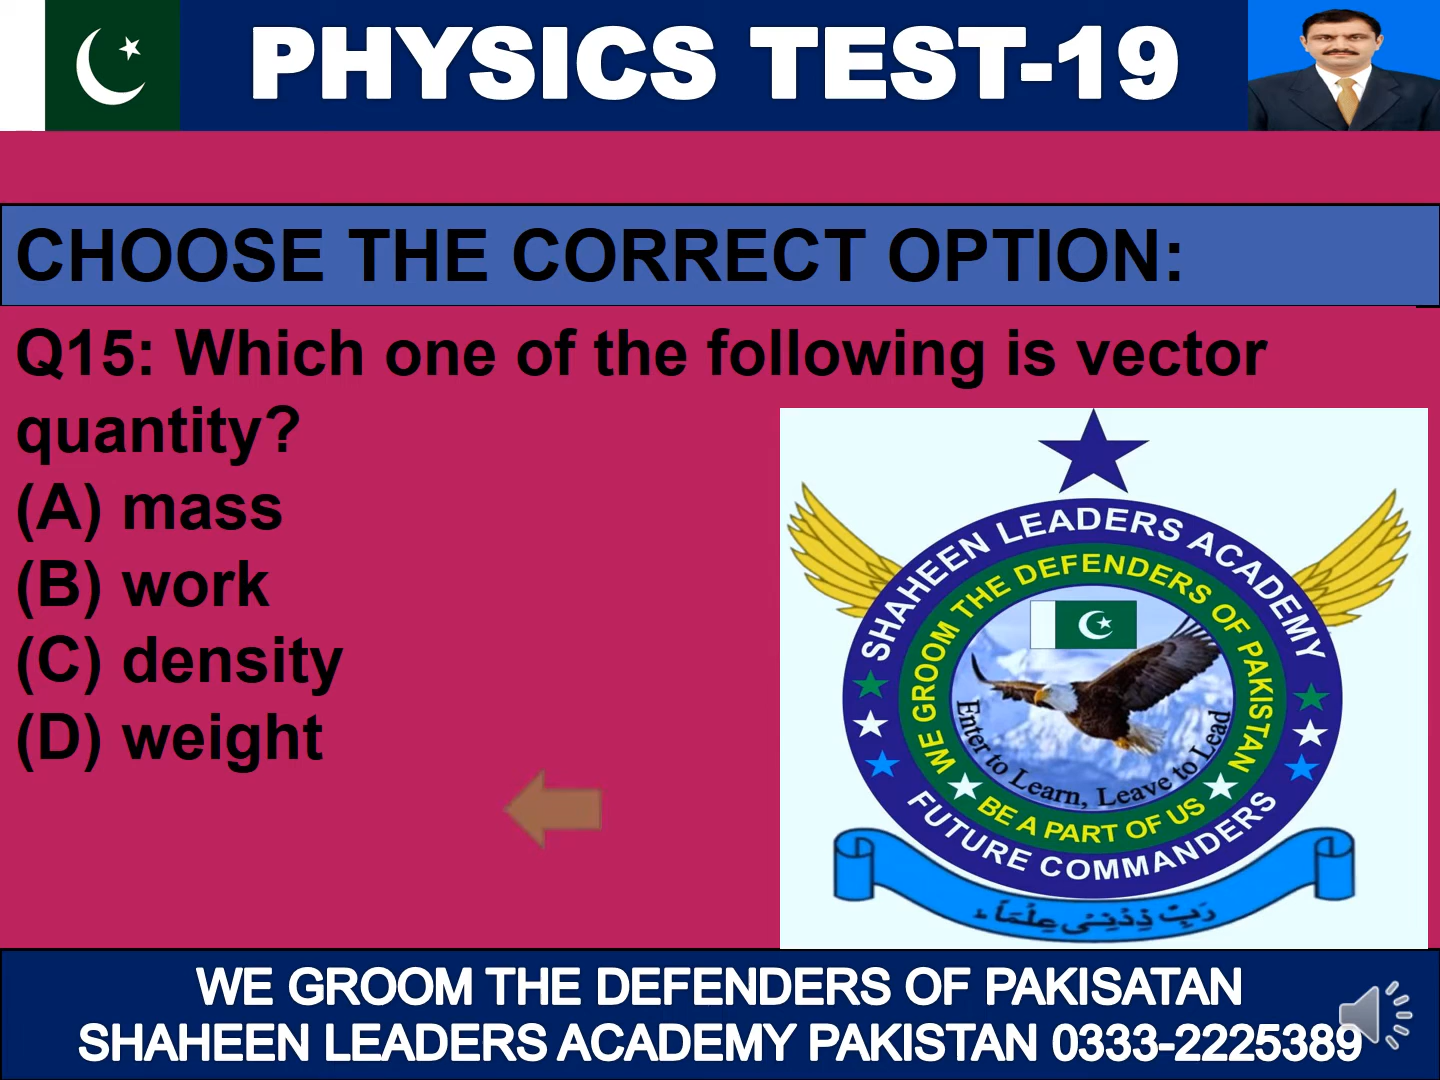 PHYSICS TEST-19
CHOOSE THE CORRECT OPTION:
Q15: Which one of the following is vector
quantity?
(A) mass
(B) work
(C) density
(D) weight
SHAHEEN LEADERS ACADEMY
WE GROOM THE DEFENDERS OF PAKISTAN
Enter to Learn, Leave to Lead
BE A PART OF US
FUTURE COMMANDERS
رَبِّ زِدْنِي عِلْمًا
WE GROOM THE DEFENDERS OF PAKISATAN
SHAHEEN LEADERS ACADEMY PAKISTAN 0333-2225389